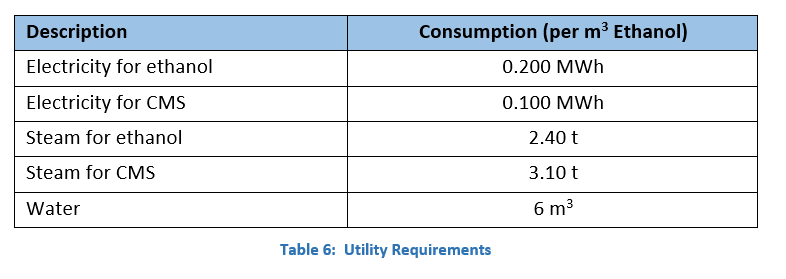 Description Consumption (per m³ Ethanol)
Electricity for ethanol 0.200 MWh
Electricity for CMS 0.100 MWh
Steam for ethanol 2.40 t
Steam for CMS 3.10 t
Water 6 m³
Table 6: Utility Requirements